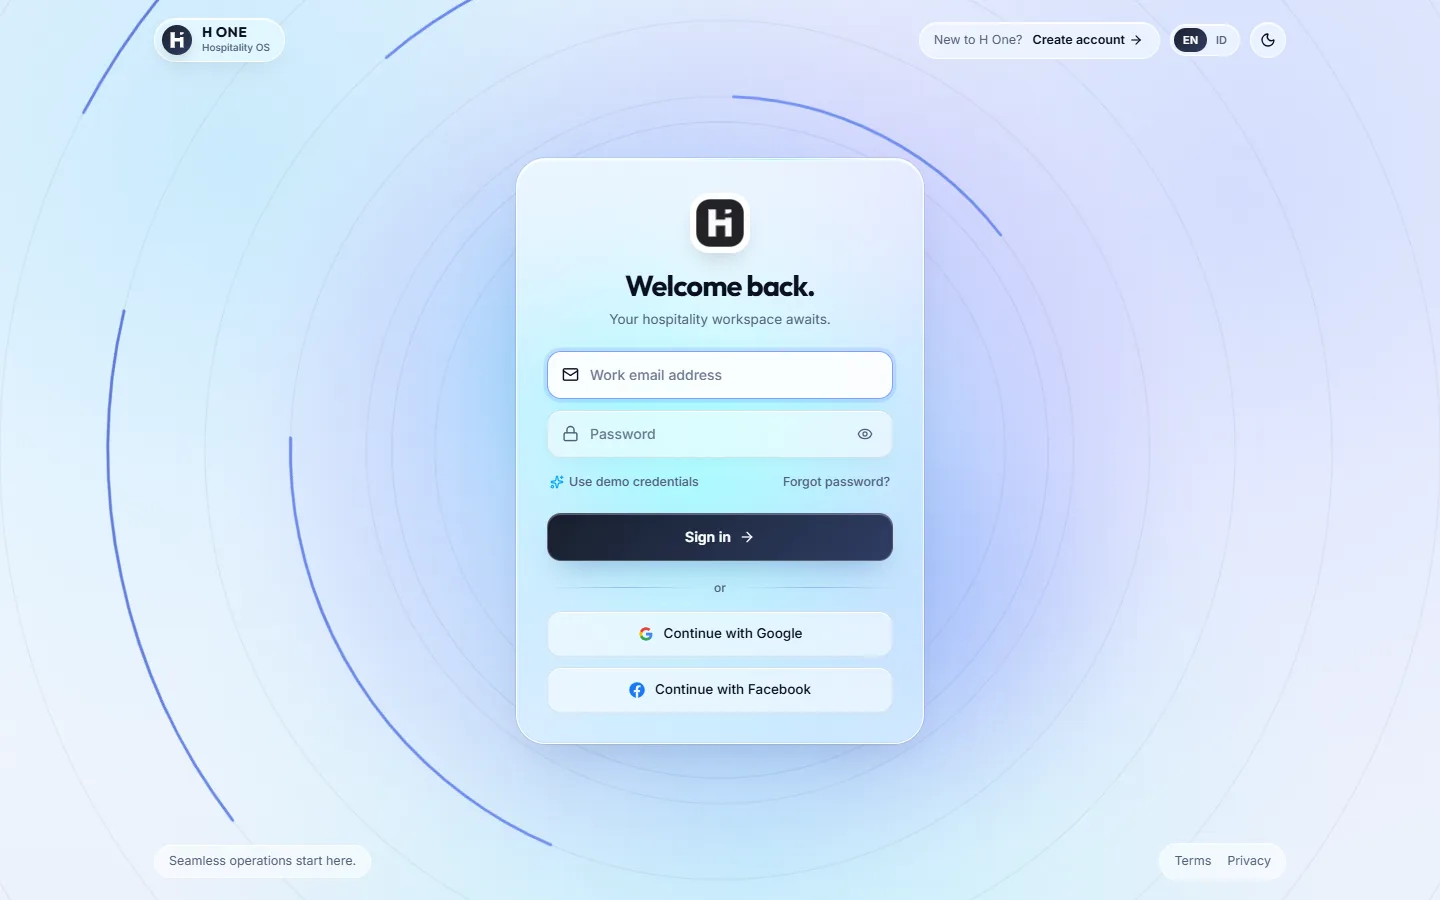 H ONE
Hospitality OS
New to H One? Create account →
EN ID
Welcome back.
Your hospitality workspace awaits.
Work email address
Password
Use demo credentials
Forgot password?
Sign in →
or
Continue with Google
Continue with Facebook
Seamless operations start here.
Terms Privacy